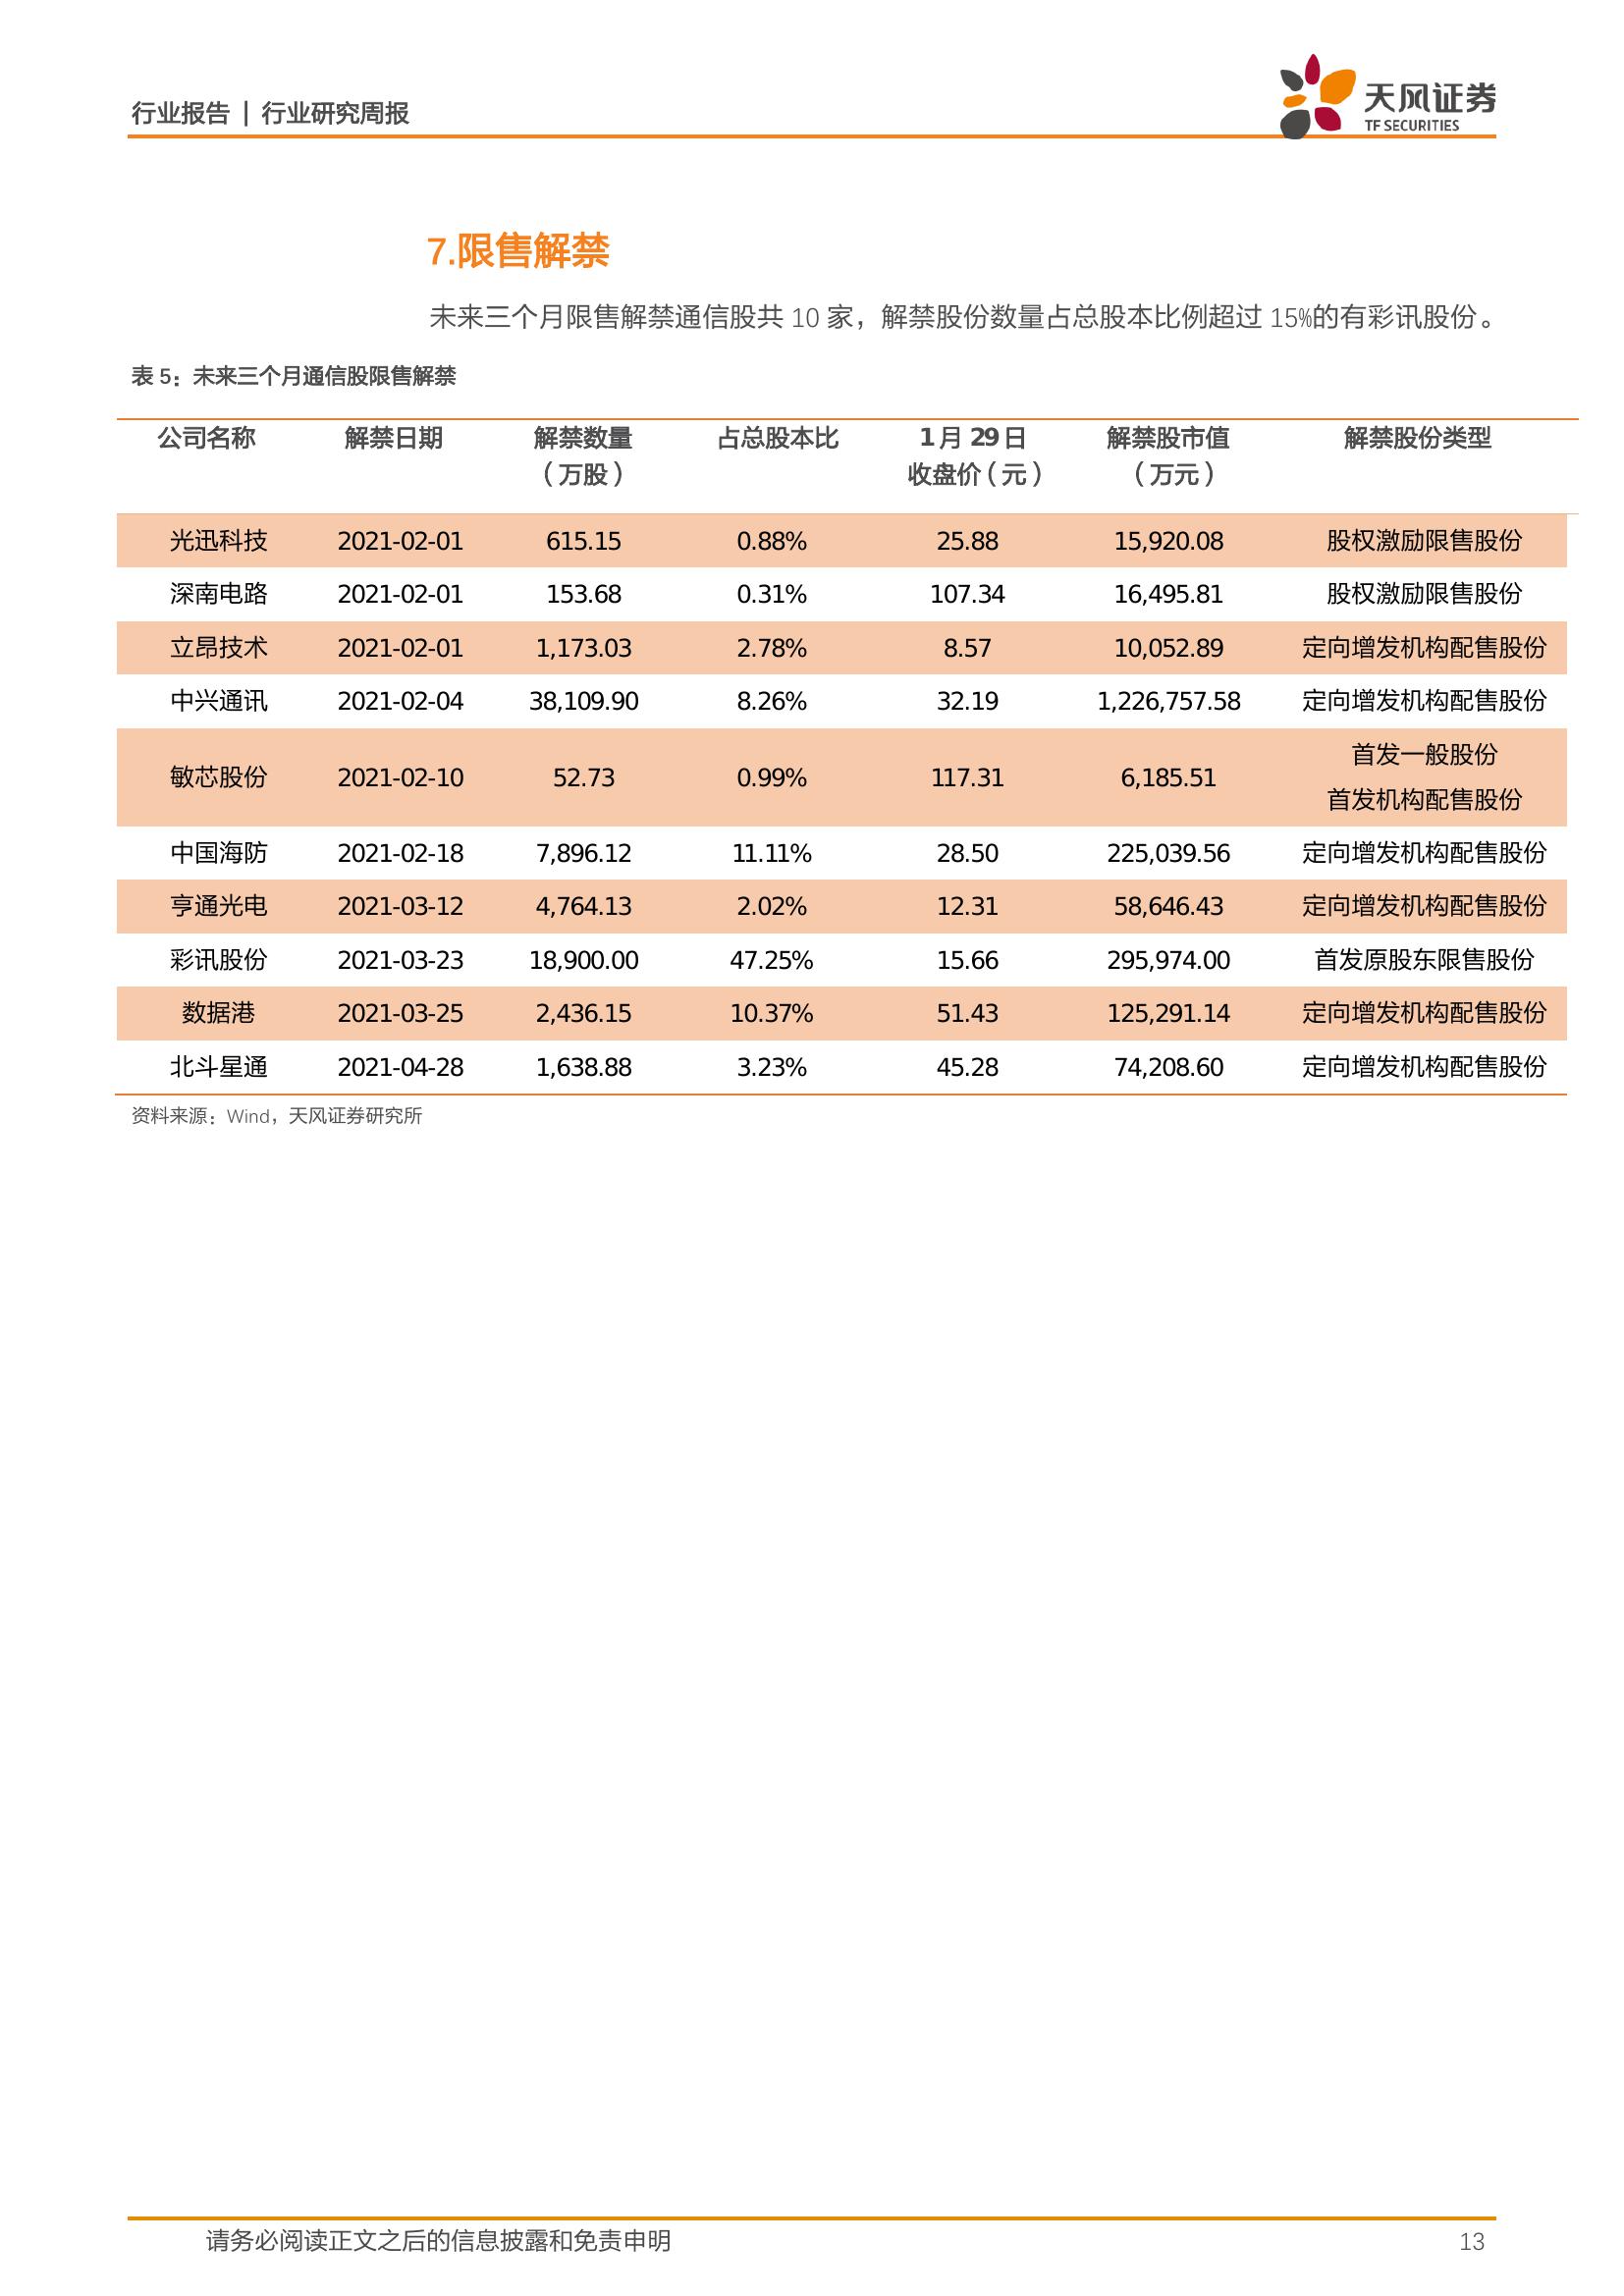 行业报告 | 行业研究周报
天风证券
TF SECURITIES
7.限售解禁
未来三个月限售解禁通信股共 10 家，解禁股份数量占总股本比例超过 15%的有彩讯股份。
表 5：未来三个月通信股限售解禁
公司名称 解禁日期 解禁数量（万股） 占总股本比 1 月 29 日收盘价（元） 解禁股市值（万元） 解禁股份类型
光迅科技 2021-02-01 615.15 0.88% 25.88 15,920.08 股权激励限售股份
深南电路 2021-02-01 153.68 0.31% 107.34 16,495.81 股权激励限售股份
立昂技术 2021-02-01 1,173.03 2.78% 8.57 10,052.89 定向增发机构配售股份
中兴通讯 2021-02-04 38,109.90 8.26% 32.19 1,226,757.58 定向增发机构配售股份
敏芯股份 2021-02-10 52.73 0.99% 117.31 6,185.51 首发一般股份
首发机构配售股份
中国海防 2021-02-18 7,896.12 11.11% 28.50 225,039.56 定向增发机构配售股份
亨通光电 2021-03-12 4,764.13 2.02% 12.31 58,646.43 定向增发机构配售股份
彩讯股份 2021-03-23 18,900.00 47.25% 15.66 295,974.00 首发原股东限售股份
数据港 2021-03-25 2,436.15 10.37% 51.43 125,291.14 定向增发机构配售股份
北斗星通 2021-04-28 1,638.88 3.23% 45.28 74,208.60 定向增发机构配售股份
资料来源：Wind，天风证券研究所
请务必阅读正文之后的信息披露和免责申明 13